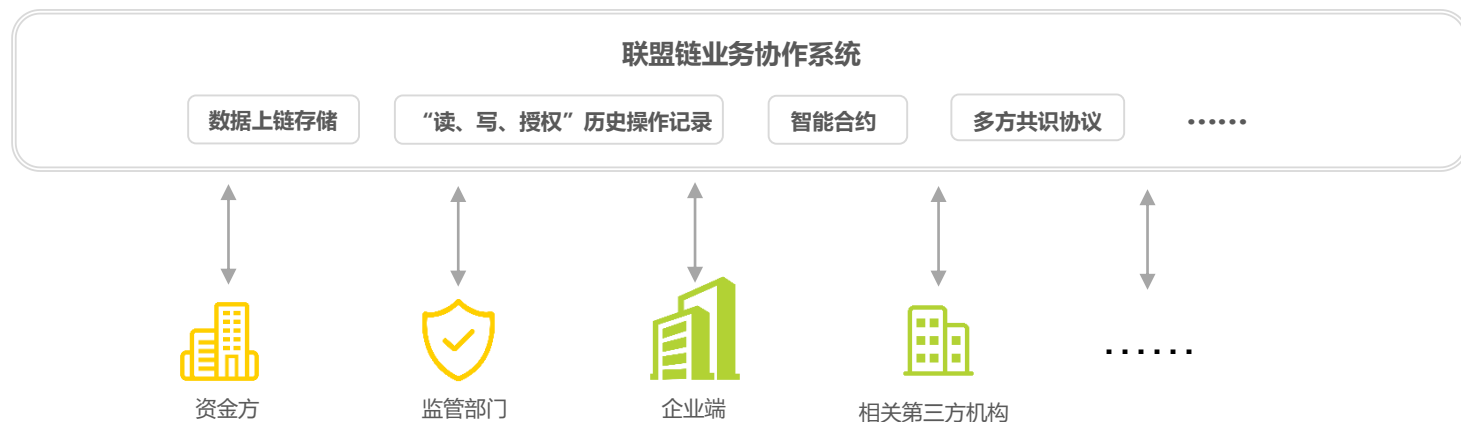 联盟链业务协作系统
数据上链存储
“读、写、授权”历史操作记录
智能合约
多方共识协议
……
资金方
监管部门
企业端
相关第三方机构
……